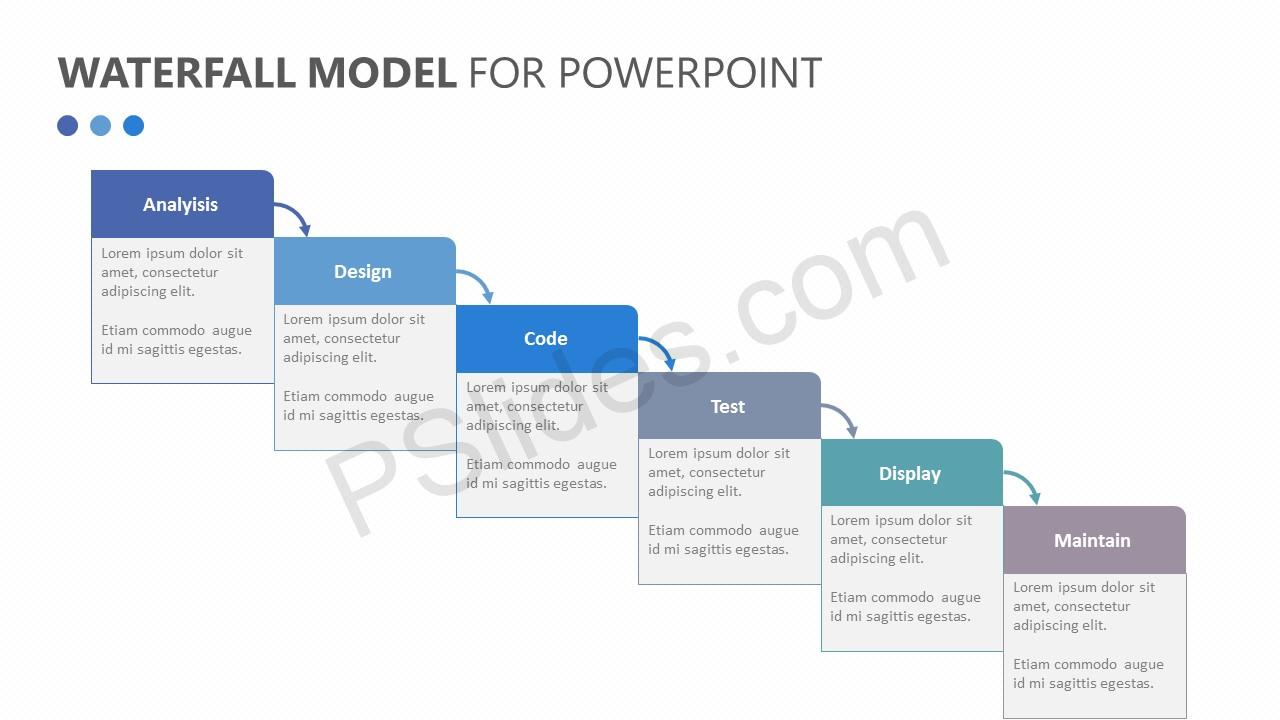 WATERFALL MODEL FOR POWERPOINT
Analyisis
Lorem ipsum dolor sit
amet, consectetur
adipiscing elit.
Etiam commodo augue
id mi sagittis egestas.
Design
Lorem ipsum dolor sit
amet, consectetur
adipiscing elit.
Etiam commodo augue
id mi sagittis egestas.
Code
Lorem ipsum dolor sit
amet, consectetur
adipiscing elit.
Etiam commodo augue
id mi sagittis egestas.
Test
Lorem ipsum dolor sit
amet, consectetur
adipiscing elit.
Etiam commodo augue
id mi sagittis egestas.
Display
Lorem ipsum dolor sit
amet, consectetur
adipiscing elit.
Etiam commodo augue
id mi sagittis egestas.
Maintain
Lorem ipsum dolor sit
amet, consectetur
adipiscing elit.
Etiam commodo augue
id mi sagittis egestas.
PSlides.com